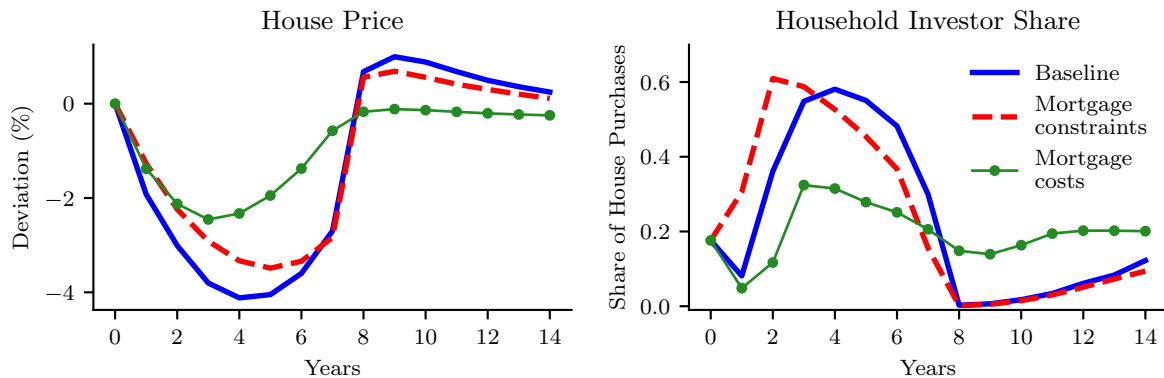 House Price
Deviation (%)
0
−2
−4
0 2 4 6 8 10 12 14
Years
Household Investor Share
Share of House Purchases
0.6
0.4
0.2
0.0
0 2 4 6 8 10 12 14
Years
Baseline
Mortgage
constraints
Mortgage
costs